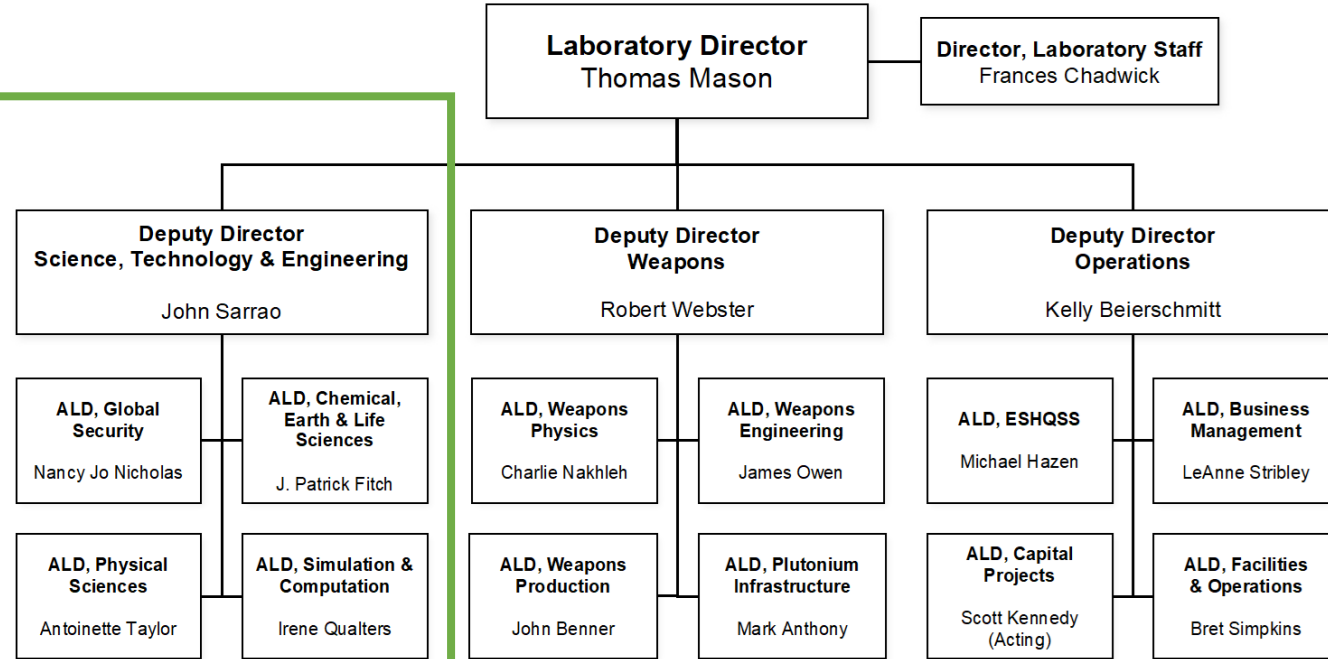 Laboratory Director
Thomas Mason
Director, Laboratory Staff
Frances Chadwick
Deputy Director
Science, Technology & Engineering
John Sarrao
Deputy Director
Weapons
Robert Webster
Deputy Director
Operations
Kelly Beierschmitt
ALD, Global
Security
Nancy Jo Nicholas
ALD, Chemical,
Earth & Life
Sciences
J. Patrick Fitch
ALD, Weapons
Physics
Charlie Nakhleh
ALD, Weapons
Engineering
James Owen
ALD, ESHQSS
Michael Hazen
ALD, Business
Management
LeAnne Stribley
ALD, Physical
Sciences
Antoinette Taylor
ALD, Simulation &
Computation
Irene Qualters
ALD, Weapons
Production
John Benner
ALD, Plutonium
Infrastructure
Mark Anthony
ALD, Capital
Projects
Scott Kennedy
(Acting)
ALD, Facilities
& Operations
Bret Simpkins